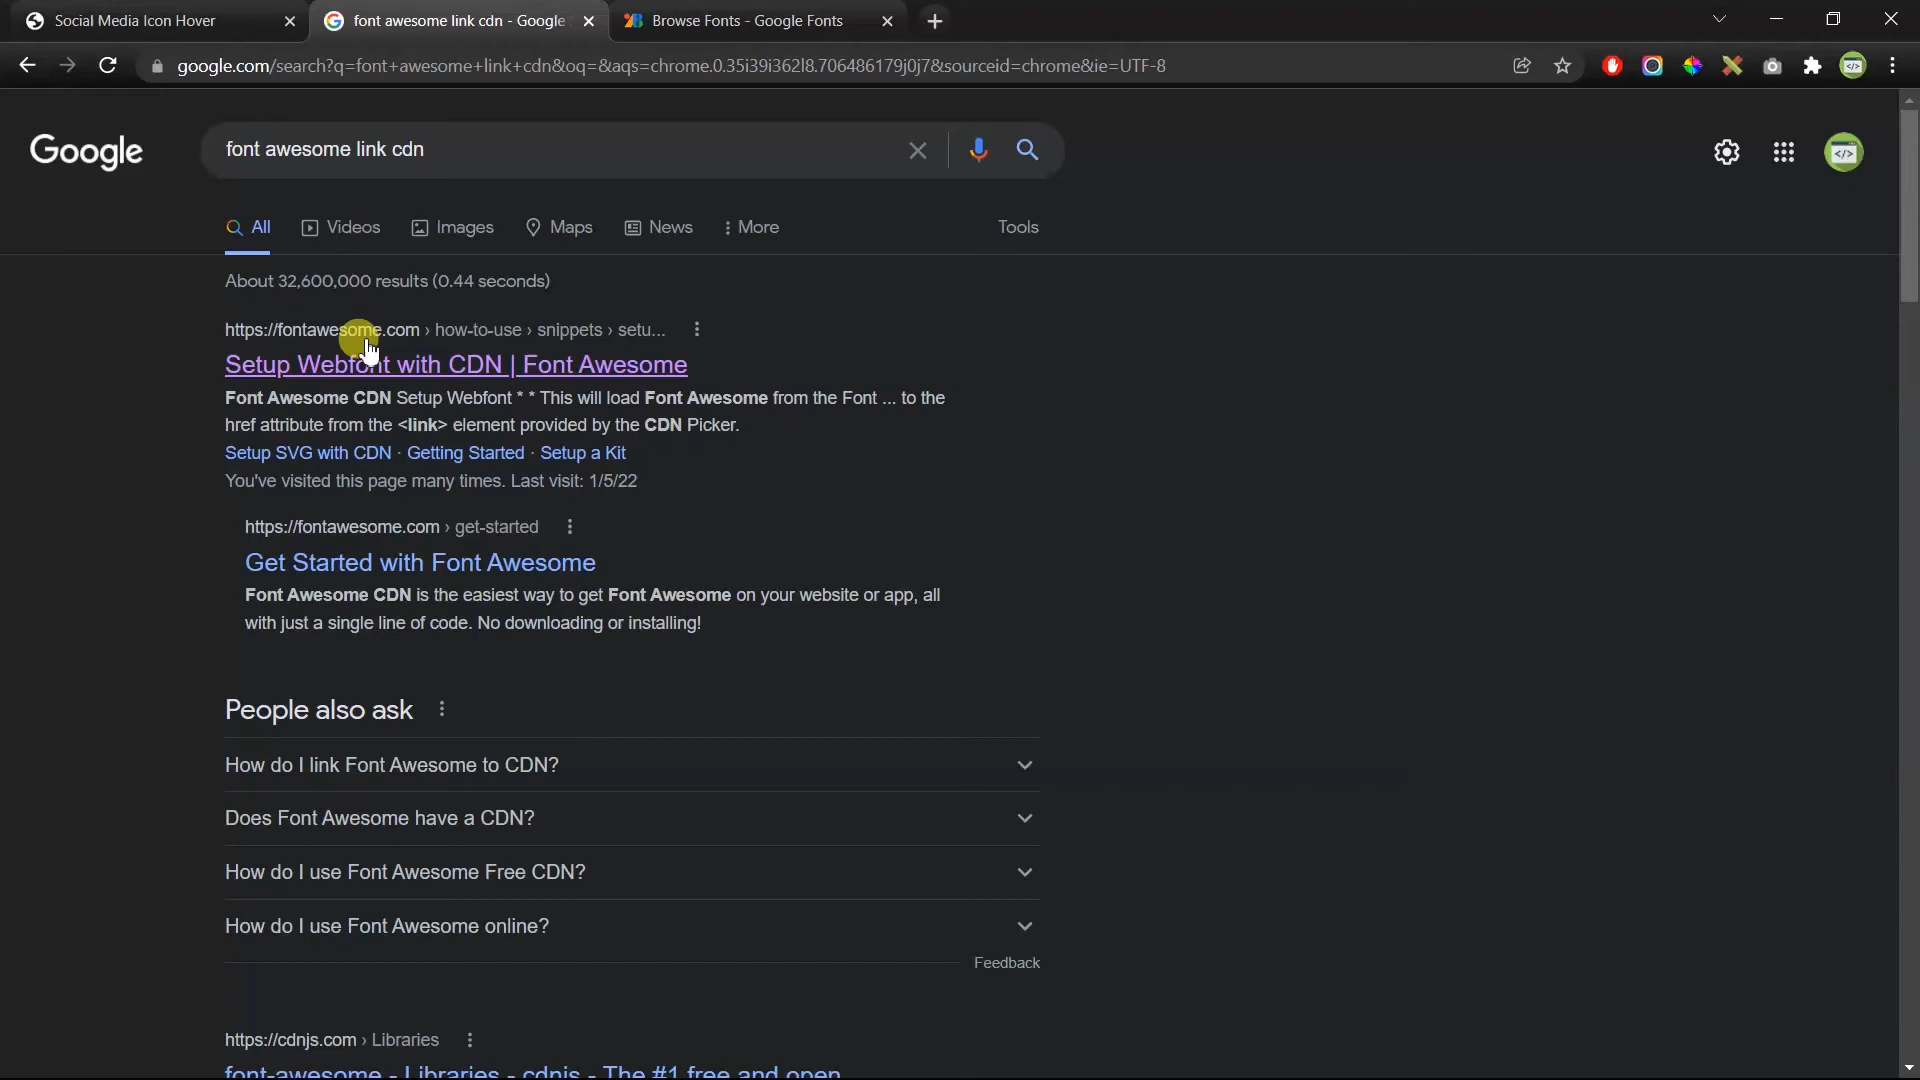 Social Media Icon Hover
font awesome link cdn - Google
Browse Fonts - Google Fonts
google.com/search?q=font+awesome+link+cdn&oq=&aqs=chrome.0.35i39i362l8.706486179j0j7&sourceid=chrome&ie=UTF-8
Google
font awesome link cdn
All
Videos
Images
Maps
News
More
Tools
About 32,600,000 results (0.44 seconds)
https://fontawesome.com › how-to-use › snippets › setu...
Setup Webfont with CDN | Font Awesome
Font Awesome CDN Setup Webfont * * This will load Font Awesome from the Font ... to the
href attribute from the <link> element provided by the CDN Picker.
Setup SVG with CDN · Getting Started · Setup a Kit
You've visited this page many times. Last visit: 1/5/22
https://fontawesome.com › get-started
Get Started with Font Awesome
Font Awesome CDN is the easiest way to get Font Awesome on your website or app, all
with just a single line of code. No downloading or installing!
People also ask
How do I link Font Awesome to CDN?
Does Font Awesome have a CDN?
How do I use Font Awesome Free CDN?
How do I use Font Awesome online?
Feedback
https://cdnjs.com › Libraries
font-awesome - Libraries - cdnjs - The #1 free and open